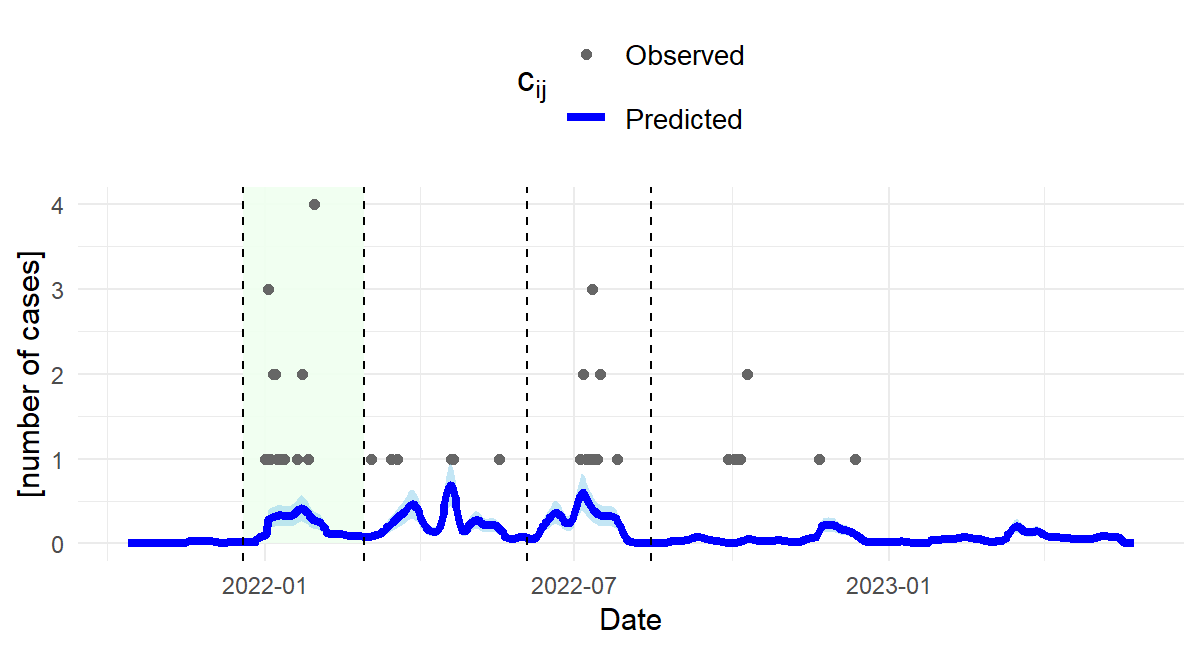 c_ij
Observed
Predicted
[number of cases]
4
3
2
1
0
2022-01
2022-07
2023-01
Date